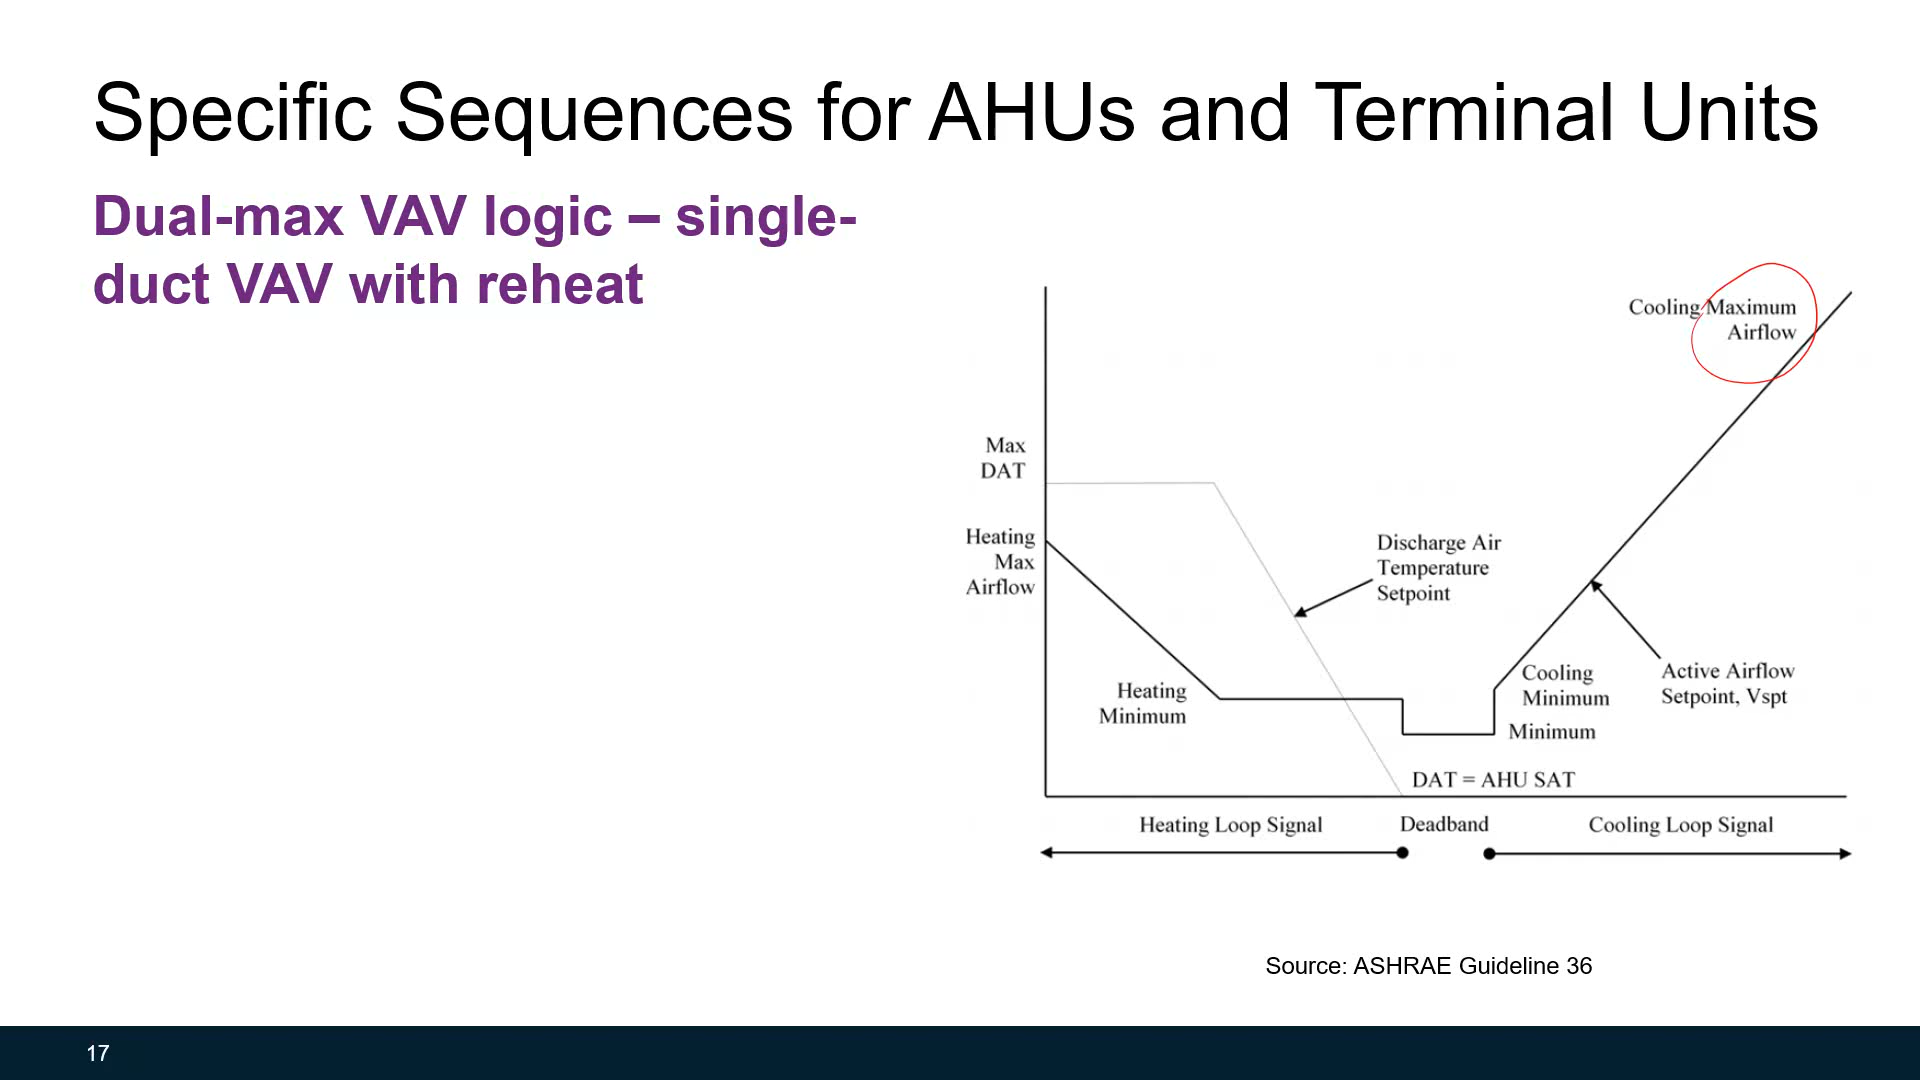 Specific Sequences for AHUs and Terminal Units
Dual-max VAV logic – single-
duct VAV with reheat
Cooling Maximum
Airflow
Max
DAT
Heating
Max
Airflow
Discharge Air
Temperature
Setpoint
Heating
Minimum
Cooling
Minimum
Minimum
Active Airflow
Setpoint, Vspt
DAT = AHU SAT
Heating Loop Signal
Deadband
Cooling Loop Signal
Source: ASHRAE Guideline 36
17